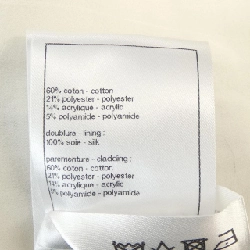 60% coton - cotton
21% polyester - polyester
14% acrylique - acrylic
5% polyamide - polyamide
doublure - lining :
100% soie - silk
parementure - cladding :
60% coton - cotton
21% polyester - polyester
14% acrylique - acrylic
polyamide - polyamide